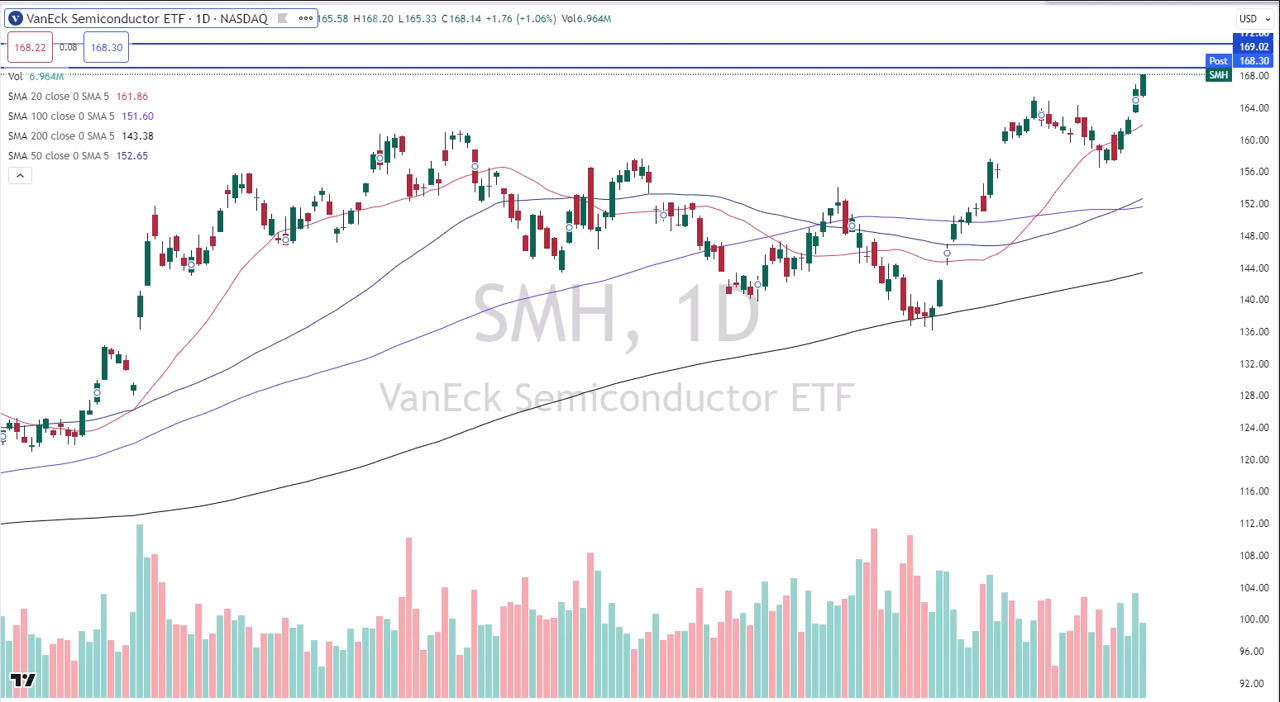 VanEck Semiconductor ETF · 1D · NASDAQ 165.58 H168.20 L165.33 C168.14 +1.76 (+1.06%) Vol6.964M
USD
172.00
168.22 0.08 168.30
169.02
Post 168.30
Vol 6.964M
SMH 168.00
SMA 20 close 0 SMA 5 161.86
164.00
SMA 100 close 0 SMA 5 151.60
SMA 200 close 0 SMA 5 143.38
160.00
SMA 50 close 0 SMA 5 152.65
156.00
152.00
148.00
144.00
140.00
SMH, 1D
136.00
132.00
VanEck Semiconductor ETF
128.00
124.00
120.00
116.00
112.00
108.00
104.00
100.00
96.00
92.00